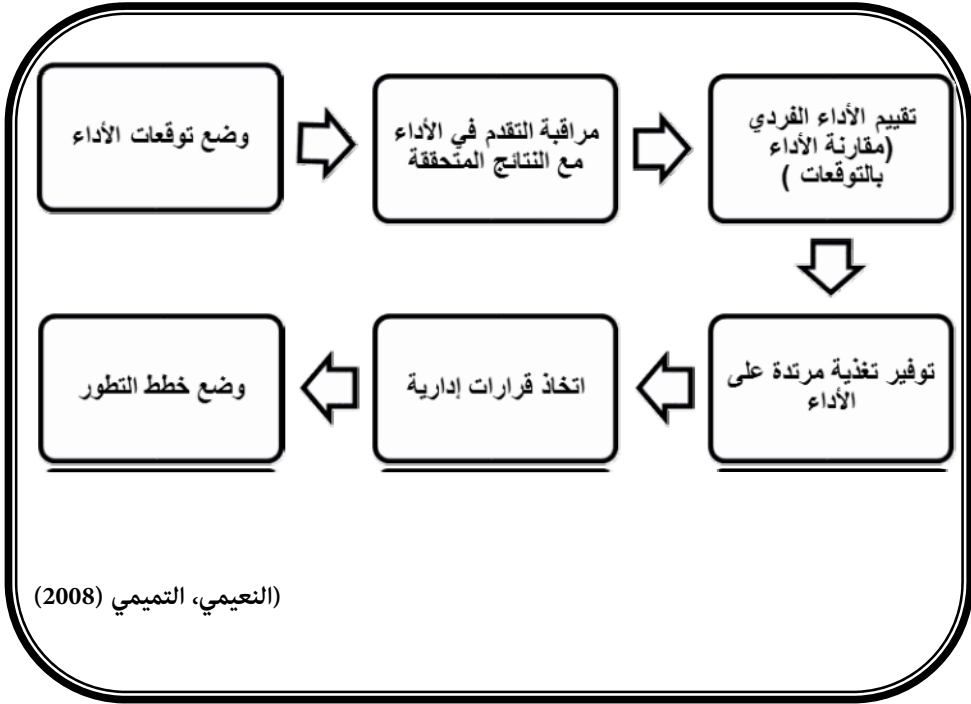 وضع توقعات الأداء
مراقبة التقدم في الأداء
مع النتائج المتحققة
تقييم الأداء الفردي
(مقارنة الأداء
بالتوقعات )
توفير تغذية مرتدة على
الأداء
اتخاذ قرارات إدارية
وضع خطط التطور
(النعيمي، التميمي (2008)